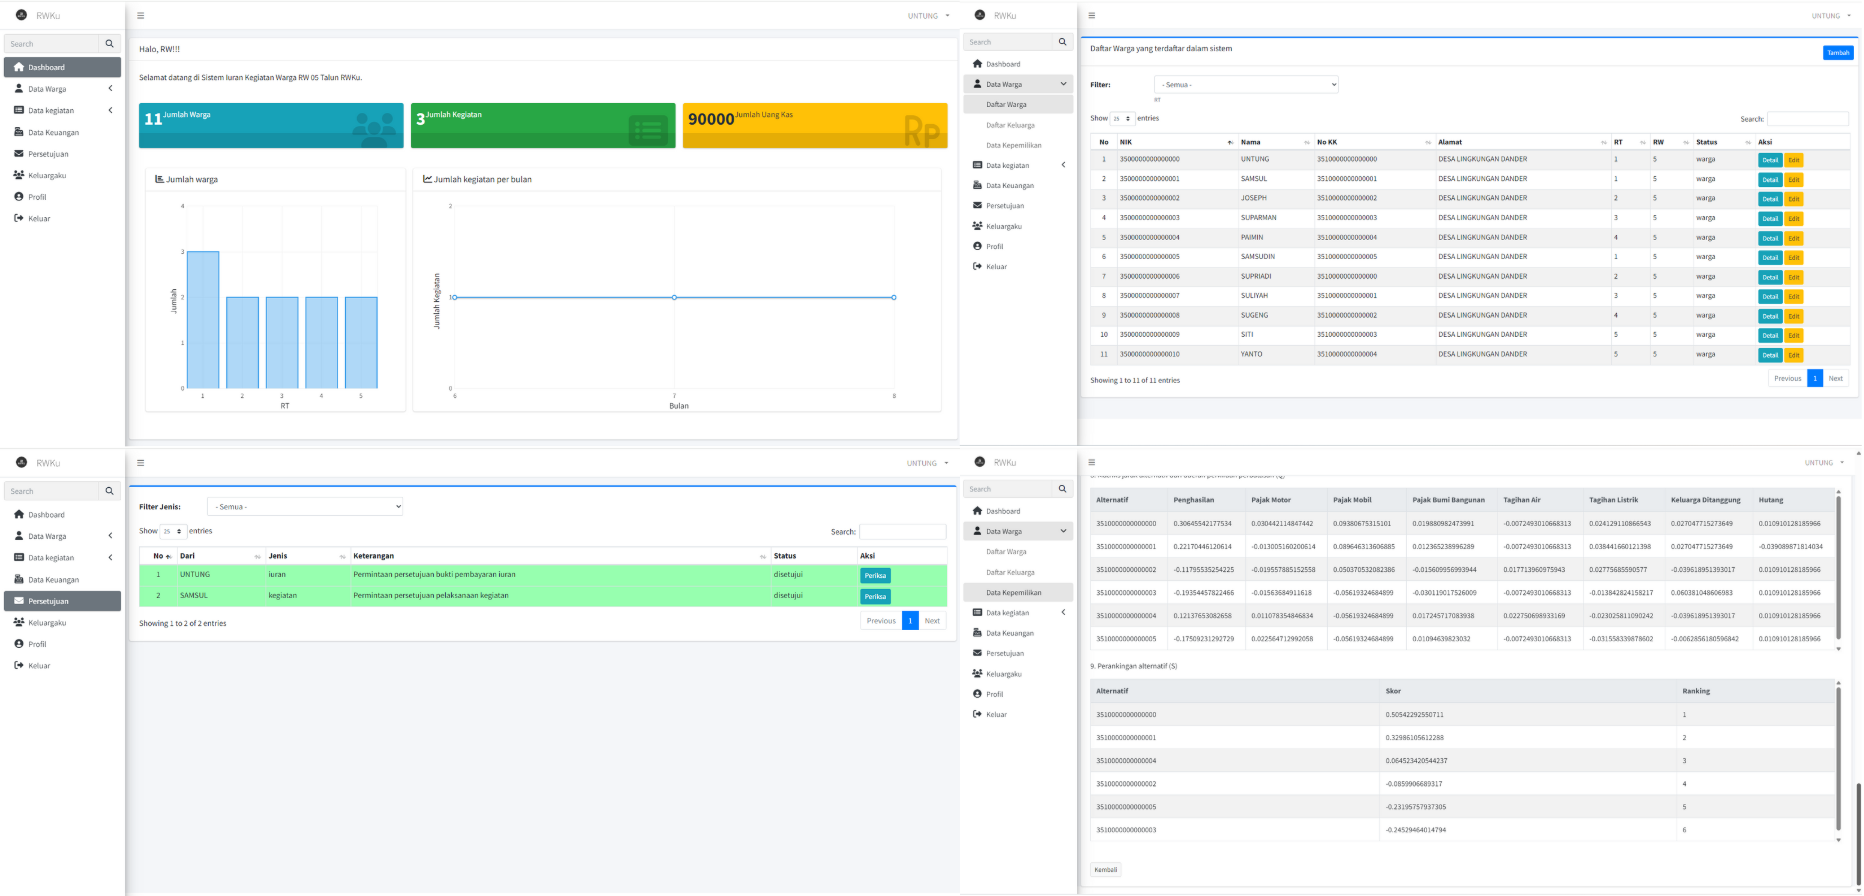 RWKu
UNTUNG
Search
Dashboard
Data Warga
Data kegiatan
Data Keuangan
Persetujuan
Keluargaku
Profil
Keluar
Halo, RW!!!
Selamat datang di Sistem Iuran Kegiatan Warga RW 05 Talun RWKu.
11 Jumlah Warga
3 Jumlah Kegiatan
90000 Jumlah Uang Kas
Rp
Jumlah warga
4
3
2
1
0
Jumlah
1 2 3 4 5
RT
Jumlah kegiatan per bulan
2
1
0
Jumlah Kegiatan
6 7 8
Bulan
RWKu
UNTUNG
Search
Dashboard
Data Warga
Daftar Warga
Daftar Keluarga
Data Kepemilikan
Data kegiatan
Data Keuangan
Persetujuan
Keluargaku
Profil
Keluar
Daftar Warga yang terdaftar dalam sistem
Tambah
Filter: - Semua -
RT
Show 25 entries
Search:
No NIK Nama No KK Alamat RT RW Status Aksi
1 3500000000000000 UNTUNG 3510000000000000 DESA LINGKUNGAN DANDER 1 5 warga Detail Edit
2 3500000000000001 SAMSUL 3510000000000001 DESA LINGKUNGAN DANDER 1 5 warga Detail Edit
3 3500000000000002 JOSEPH 3510000000000002 DESA LINGKUNGAN DANDER 2 5 warga Detail Edit
4 3500000000000003 SUPARMAN 3510000000000003 DESA LINGKUNGAN DANDER 3 5 warga Detail Edit
5 3500000000000004 PAIMIN 3510000000000004 DESA LINGKUNGAN DANDER 4 5 warga Detail Edit
6 3500000000000005 SAMSUDIN 3510000000000005 DESA LINGKUNGAN DANDER 1 5 warga Detail Edit
7 3500000000000006 SUPRIADI 3510000000000000 DESA LINGKUNGAN DANDER 2 5 warga Detail Edit
8 3500000000000007 SULIYAH 3510000000000001 DESA LINGKUNGAN DANDER 3 5 warga Detail Edit
9 3500000000000008 SUGENG 3510000000000002 DESA LINGKUNGAN DANDER 4 5 warga Detail Edit
10 3500000000000009 SITI 3510000000000003 DESA LINGKUNGAN DANDER 5 5 warga Detail Edit
11 3500000000000010 YANTO 3510000000000004 DESA LINGKUNGAN DANDER 5 5 warga Detail Edit
Showing 1 to 11 of 11 entries
Previous 1 Next
RWKu
UNTUNG
Search
Dashboard
Data Warga
Data kegiatan
Data Keuangan
Persetujuan
Keluargaku
Profil
Keluar
Filter Jenis: - Semua -
Show 25 entries
Search:
No Dari Jenis Keterangan Status Aksi
1 UNTUNG iuran Permintaan persetujuan bukti pembayaran iuran disetujui Periksa
2 SAMSUL kegiatan Permintaan persetujuan pelaksanaan kegiatan disetujui Periksa
Showing 1 to 2 of 2 entries
Previous 1 Next
RWKu
UNTUNG
Search
Dashboard
Data Warga
Daftar Warga
Daftar Keluarga
Data Kepemilikan
Data kegiatan
Data Keuangan
Persetujuan
Keluargaku
Profil
Keluar
Alternatif Penghasilan Pajak Motor Pajak Mobil Pajak Bumi Bangunan Tagihan Air Tagihan Listrik Keluarga Ditanggung Hutang
3510000000000000 0.30645542177534 0.030442114847442 0.09380675315101 0.019880982473991 -0.0072493010668313 0.024129110866543 0.027047715273649 0.010910128185966
3510000000000001 0.22170446120614 -0.013005160200614 0.089646313606885 0.012365238996289 -0.0072493010668313 0.038441660121398 0.027047715273649 -0.039089871814034
3510000000000002 -0.11795535254225 -0.019557885152558 0.050370532082386 -0.015609956993944 0.017713960975943 0.02775685590577 -0.039618951393017 0.010910128185966
3510000000000003 -0.19354457822466 -0.01563684911618 -0.05619324684899 -0.030119017526009 -0.0072493010668313 -0.013842824158217 0.060381048606983 0.010910128185966
3510000000000004 0.12137653082658 0.011078354846834 -0.05619324684899 0.017245717083938 0.022750698933169 -0.023025811090242 -0.039618951393017 0.010910128185966
3510000000000005 -0.17509231292729 0.022564712992058 -0.05619324684899 0.01094639823032 -0.0072493010668313 -0.031558339878602 -0.0062856180596842 0.010910128185966
9. Perankingan alternatif (S)
Alternatif Skor Ranking
3510000000000000 0.50542292550711 1
3510000000000001 0.32986105612288 2
3510000000000004 0.064523420544237 3
3510000000000002 -0.0859906689317 4
3510000000000005 -0.23195757937305 5
3510000000000003 -0.24529464014794 6
Kembali